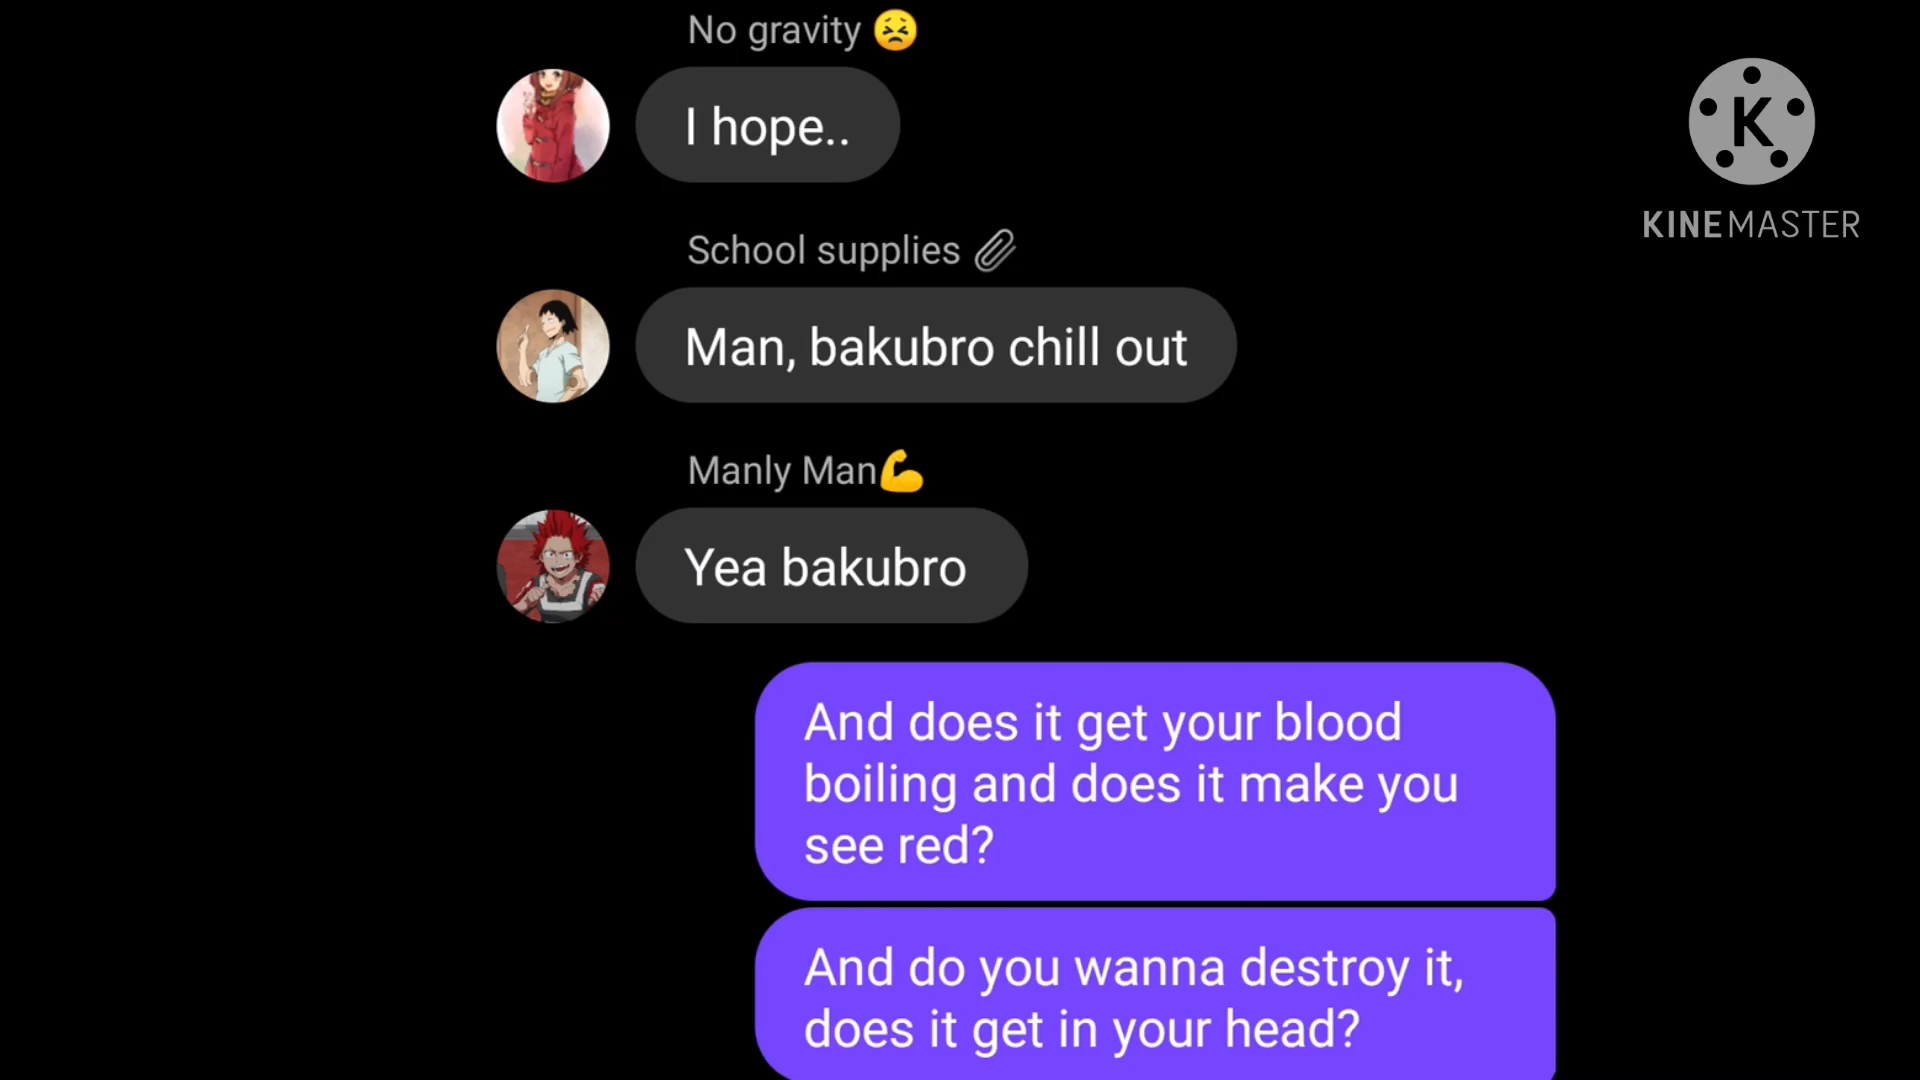 No gravity 😣
I hope..
K
KINEMASTER
School supplies 📎
Man, bakubro chill out
Manly Man💪
Yea bakubro
And does it get your blood
boiling and does it make you
see red?
And do you wanna destroy it,
does it get in your head?